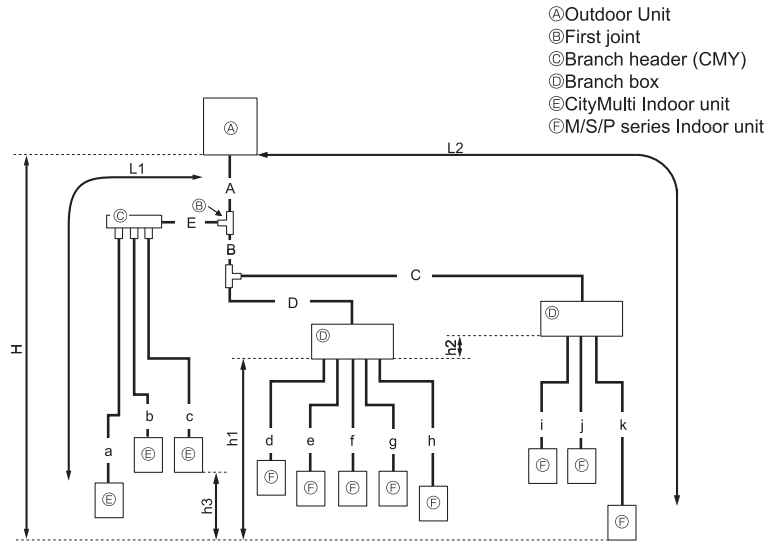 ⒶOutdoor Unit
ⒷFirst joint
ⒸBranch header (CMY)
ⒹBranch box
ⒺCityMulti Indoor unit
ⒻM/S/P series Indoor unit
Ⓐ
L1
L2
A
Ⓑ
Ⓒ
E
B
C
D
Ⓓ
Ⓓ
H
h2
h1
h3
a
b
c
d
e
f
g
h
i
j
k
Ⓔ
Ⓔ
Ⓔ
Ⓕ
Ⓕ
Ⓕ
Ⓕ
Ⓕ
Ⓕ
Ⓕ
Ⓕ